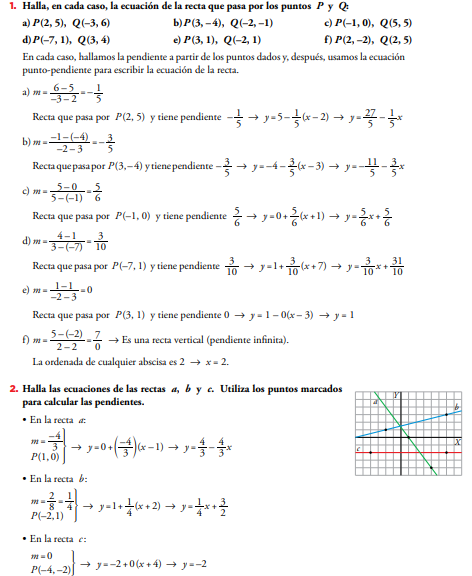 1. Halla, en cada caso, la ecuación de la recta que pasa por los puntos P y Q:
a) P(2, 5), Q(–3, 6) b) P(3, –4), Q(–2, –1) c) P(–1, 0), Q(5, 5)
d) P(–7, 1), Q(3, 4) e) P(3, 1), Q(–2, 1) f) P(2, –2), Q(2, 5)
En cada caso, hallamos la pendiente a partir de los puntos dados y, después, usamos la ecuación
punto-pendiente para escribir la ecuación de la recta.
a) m = (6 – 5)/(–3 – 2) = – 1/5
Recta que pasa por P(2, 5) y tiene pendiente – 1/5 → y = 5 – 1/5(x – 2) → y = 27/5 – 1/5x
b) m = (–1 – (–4))/(–2 – 3) = – 3/5
Recta que pasa por P(3, –4) y tiene pendiente – 3/5 → y = –4 – 3/5(x – 3) → y = – 11/5 – 3/5x
c) m = (5 – 0)/(5 – (–1)) = 5/6
Recta que pasa por P(–1, 0) y tiene pendiente 5/6 → y = 0 + 5/6(x + 1) → y = 5/6x + 5/6
d) m = (4 – 1)/(3 – (–7)) = 3/10
Recta que pasa por P(–7, 1) y tiene pendiente 3/10 → y = 1 + 3/10(x + 7) → y = 3/10x + 31/10
e) m = (1 – 1)/(–2 – 3) = 0
Recta que pasa por P(3, 1) y tiene pendiente 0 → y = 1 – 0(x – 3) → y = 1
f) m = (5 – (–2))/(2 – 2) = 7/0 → Es una recta vertical (pendiente infinita).
La ordenada de cualquier abscisa es 2 → x = 2.
2. Halla las ecuaciones de las rectas a, b y c. Utiliza los puntos marcados
para calcular las pendientes.
• En la recta a:
m = –4/3
P(1, 0)} → y = 0 + (–4/3)(x – 1) → y = 4/3 – 4/3x
• En la recta b:
m = 2/8 = 1/4
P(–2, 1)} → y = 1 + 1/4(x + 2) → y = 1/4x + 3/2
• En la recta c:
m = 0
P(–4, –2)} → y = –2 + 0(x + 4) → y = –2
a
Y
b
X
c